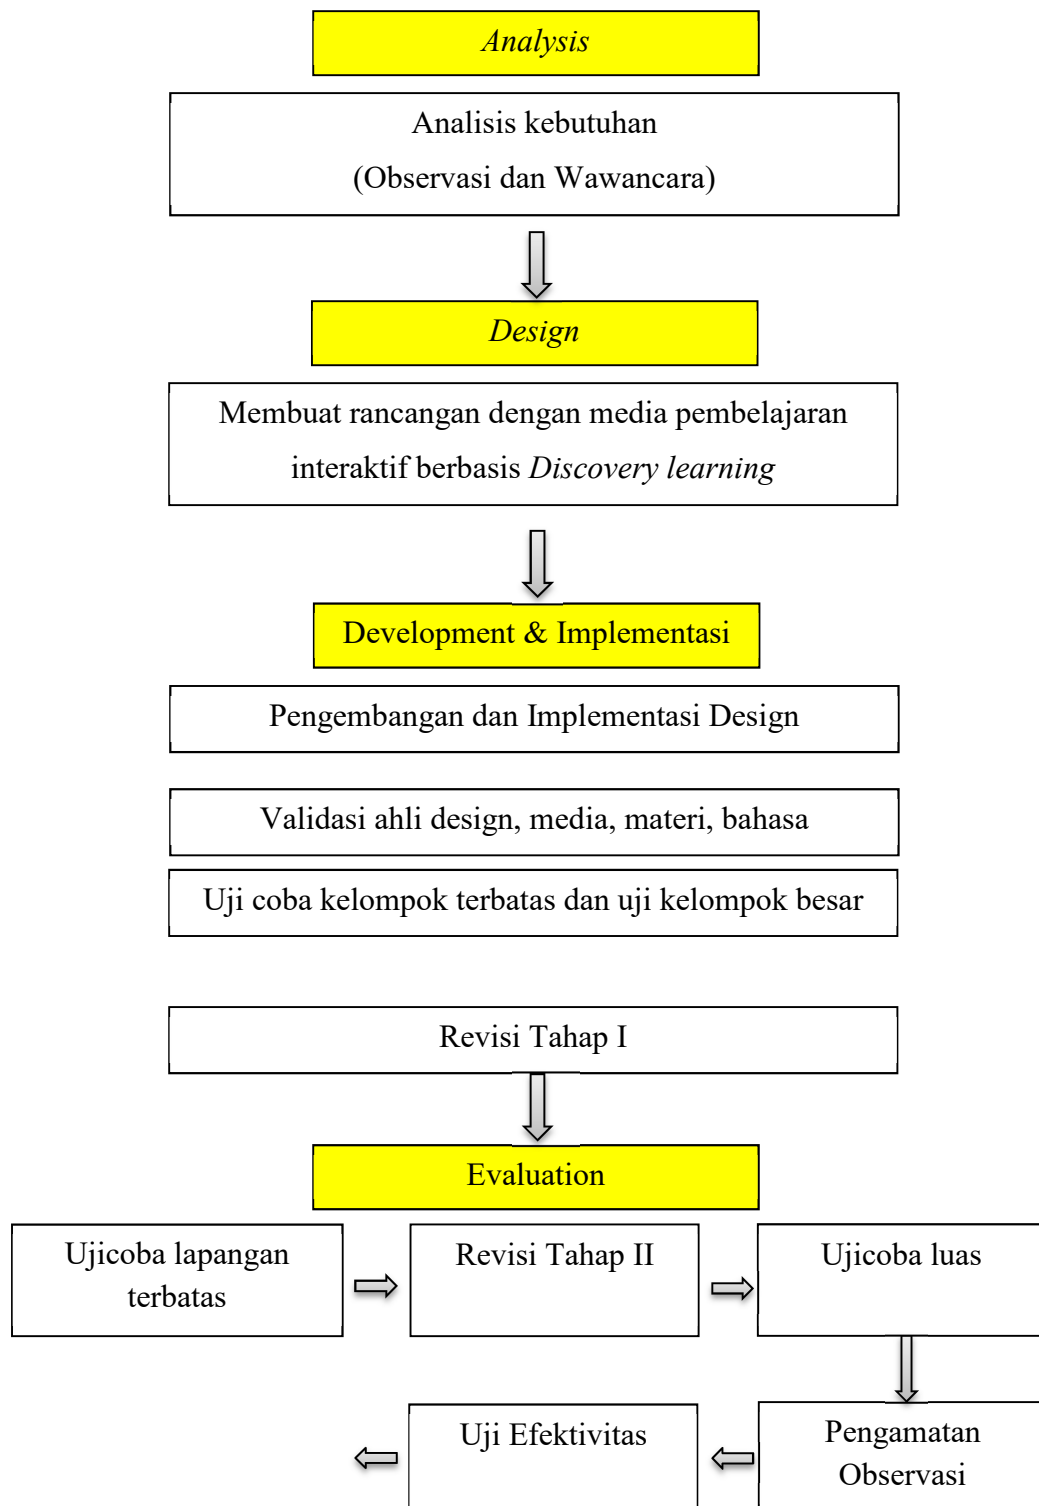 Analysis
Analisis kebutuhan
(Observasi dan Wawancara)
Design
Membuat rancangan dengan media pembelajaran
interaktif berbasis Discovery learning
Development & Implementasi
Pengembangan dan Implementasi Design
Validasi ahli design, media, materi, bahasa
Uji coba kelompok terbatas dan uji kelompok besar
Revisi Tahap I
Evaluation
Ujicoba lapangan
terbatas
Revisi Tahap II
Ujicoba luas
Uji Efektivitas
Pengamatan
Observasi